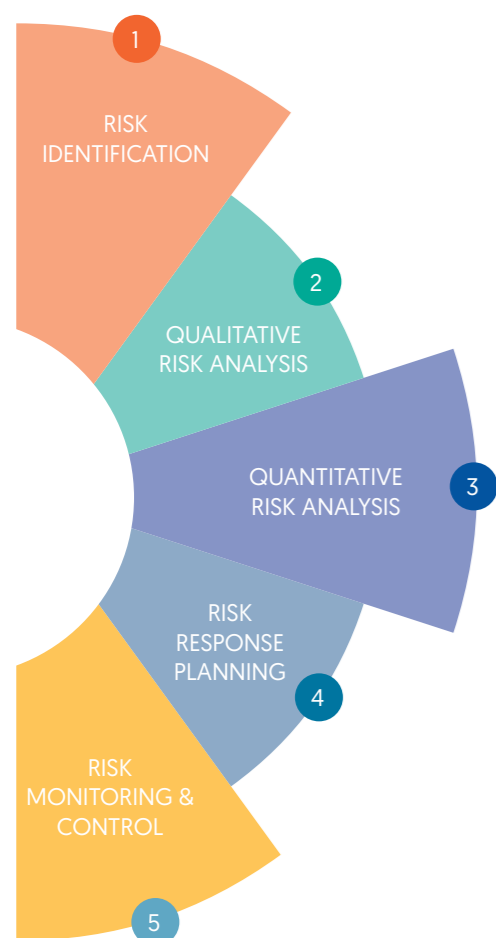 1
RISK
IDENTIFICATION
2
QUALITATIVE
RISK ANALYSIS
QUANTITATIVE
RISK ANALYSIS
3
RISK
RESPONSE
PLANNING
4
RISK
MONITORING &
CONTROL
5